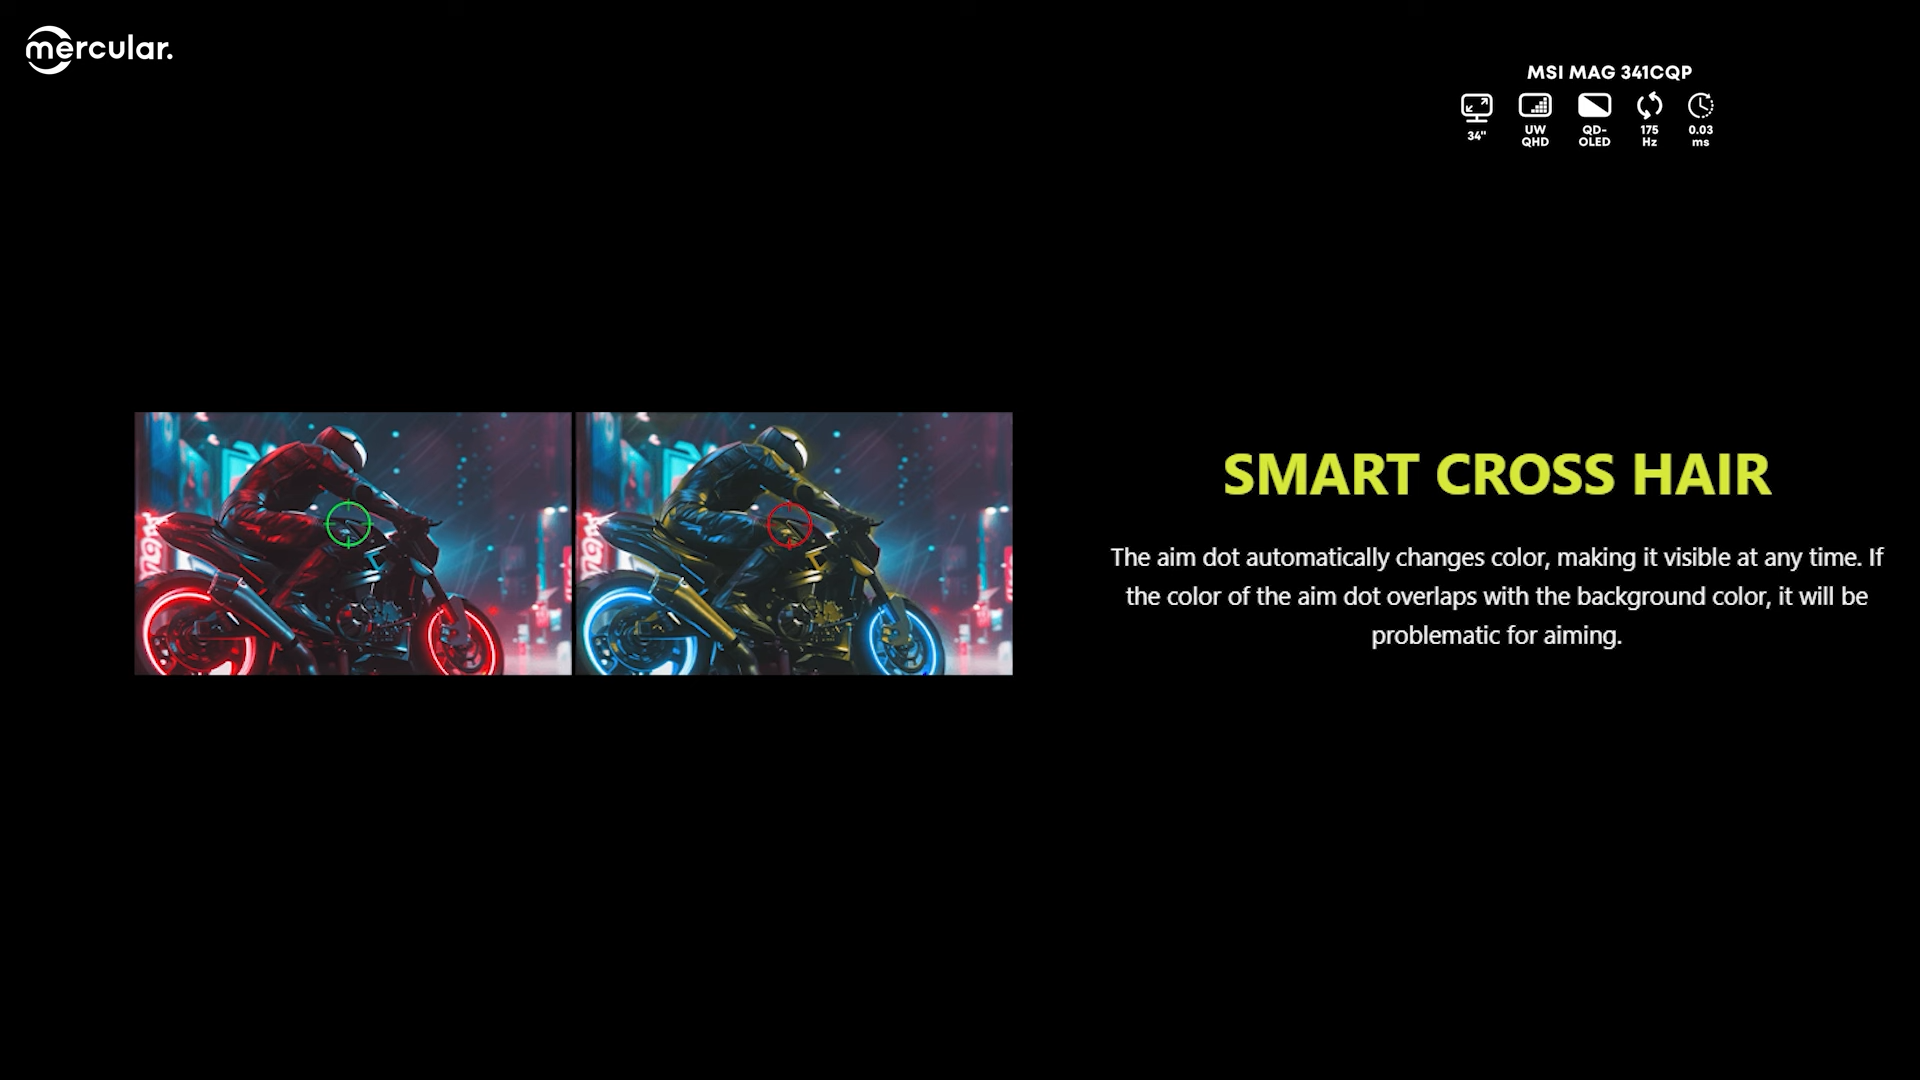 mercular.
MSI MAG 341CQP
34"
UW
QHD
QD-
OLED
175
Hz
0.03
ms
SMART CROSS HAIR
The aim dot automatically changes color, making it visible at any time. If
the color of the aim dot overlaps with the background color, it will be
problematic for aiming.